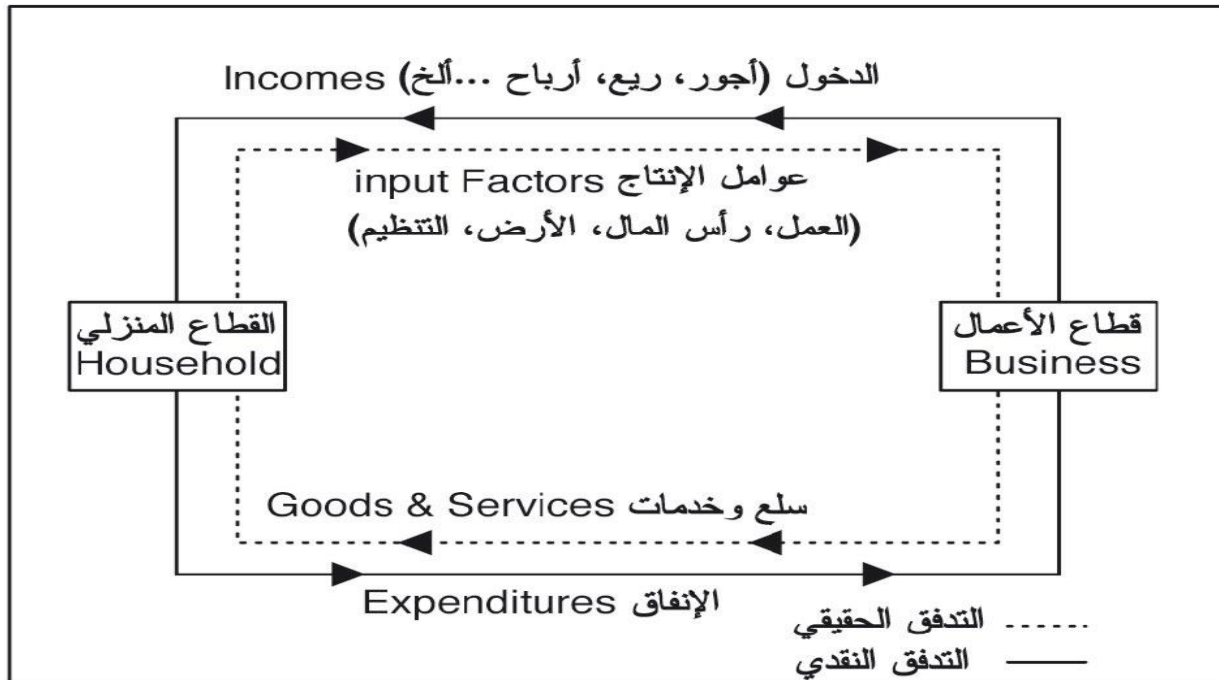 الدخول (أجور، ريع، أرباح ...ألخ) Incomes
عوامل الإنتاج input Factors
(العمل، رأس المال، الأرض، التنظيم)
القطاع المنزلي
Household
قطاع الأعمال
Business
سلع وخدمات Goods & Services
الإنفاق Expenditures
التدفق الحقيقي
التدفق النقدي